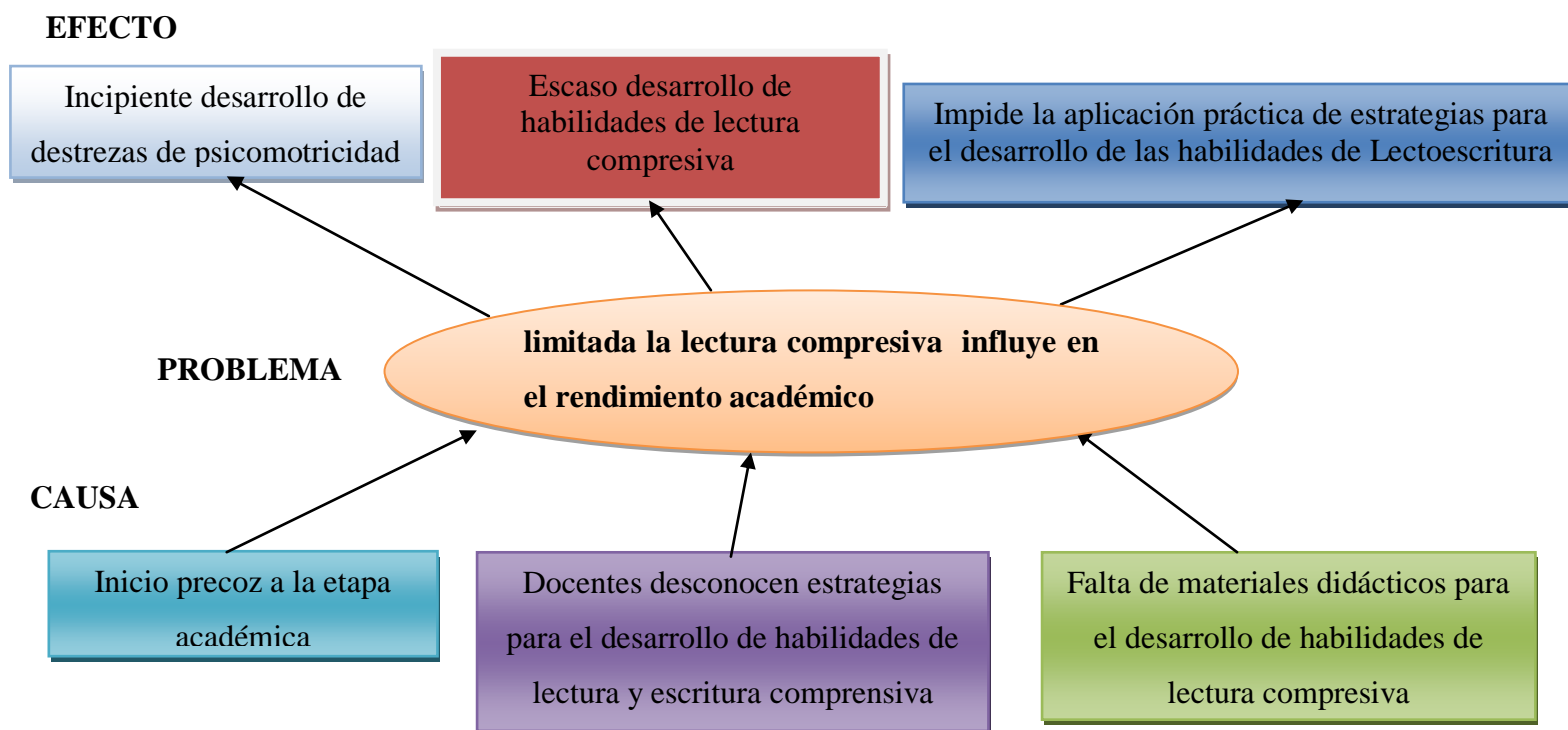 EFECTO
Incipiente desarrollo de
destrezas de psicomotricidad
Escaso desarrollo de
habilidades de lectura
compresiva
Impide la aplicación práctica de estrategias para
el desarrollo de las habilidades de Lectoescritura
PROBLEMA
limitada la lectura compresiva influye en
el rendimiento académico
CAUSA
Inicio precoz a la etapa
académica
Docentes desconocen estrategias
para el desarrollo de habilidades de
lectura y escritura comprensiva
Falta de materiales didácticos para
el desarrollo de habilidades de
lectura compresiva